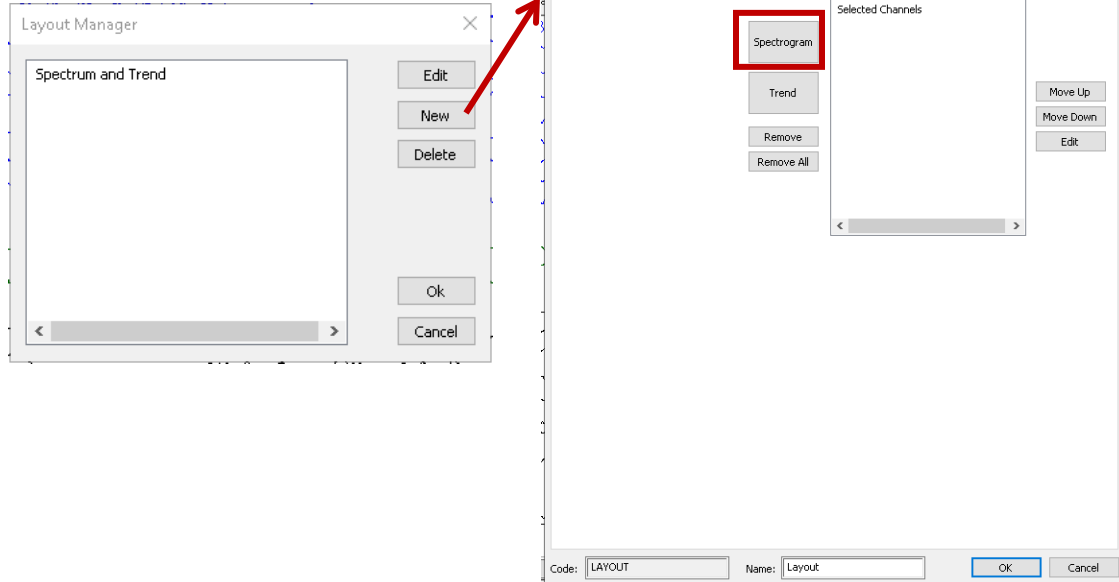 Layout Manager
Spectrum and Trend
Edit
New
Delete
Ok
Cancel
Selected Channels
Spectrogram
Trend
Remove
Remove All
Move Up
Move Down
Edit
Code: LAYOUT
Name: Layout
OK
Cancel